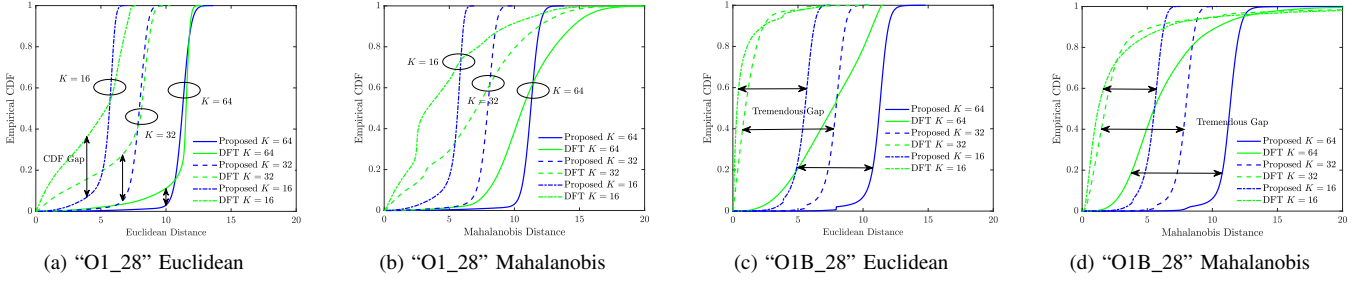 1
0.8
0.6
0.4
0.2
0
Empirical CDF
K = 16
K = 64
K = 32
CDF Gap
Proposed K = 64
DFT K = 64
Proposed K = 32
DFT K = 32
Proposed K = 16
DFT K = 16
0 5 10 15 20
Euclidean Distance
(a) “O1_28” Euclidean
1
0.8
0.6
0.4
0.2
0
Empirical CDF
K = 16
K = 32
K = 64
Proposed K = 64
DFT K = 64
Proposed K = 32
DFT K = 32
Proposed K = 16
DFT K = 16
0 5 10 15 20
Mahalanobis Distance
(b) “O1_28” Mahalanobis
1
0.8
0.6
0.4
0.2
0
Empirical CDF
Tremendous Gap
Proposed K = 64
DFT K = 64
Proposed K = 32
DFT K = 32
Proposed K = 16
DFT K = 16
0 5 10 15 20
Euclidean Distance
(c) “O1B_28” Euclidean
1
0.8
0.6
0.4
0.2
0
Empirical CDF
Tremendous Gap
Proposed K = 64
DFT K = 64
Proposed K = 32
DFT K = 32
Proposed K = 16
DFT K = 16
0 5 10 15 20
Mahalanobis Distance
(d) “O1B_28” Mahalanobis